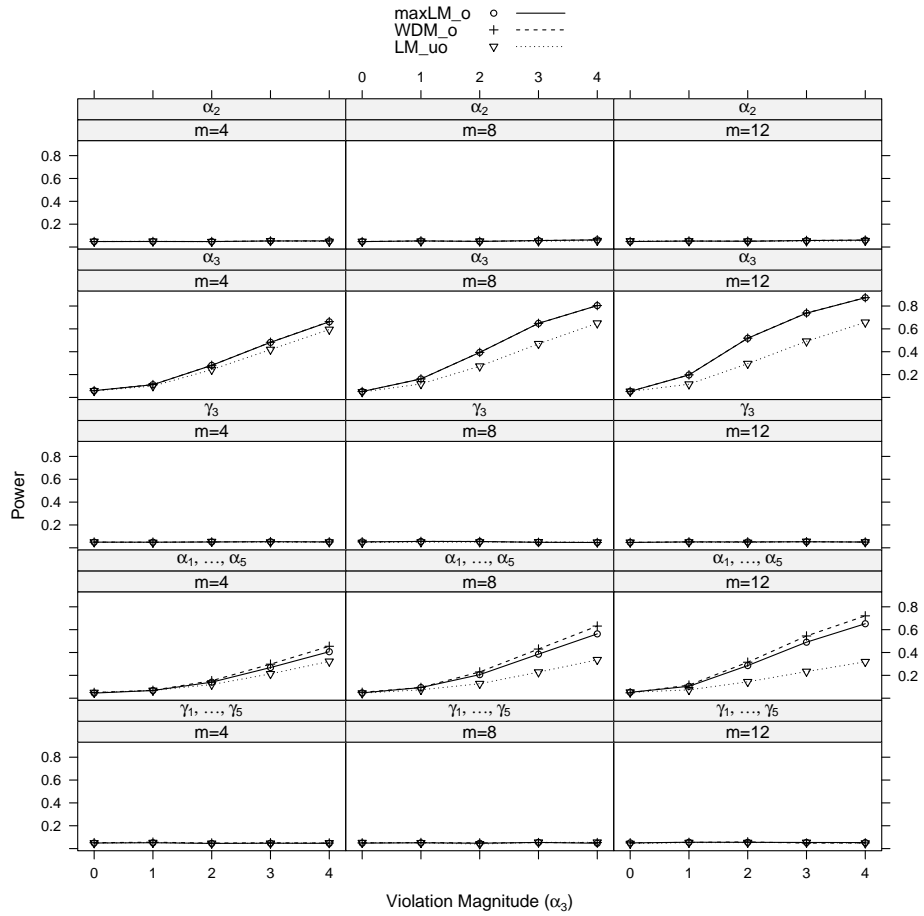 maxLM_o
WDM_o
LM_uo
0 1 2 3 4
α2 α2 α2
m=4 m=8 m=12
0.8
0.6
0.4
0.2
α3 α3 α3
m=4 m=8 m=12
0.8
0.6
0.4
0.2
γ3 γ3 γ3
m=4 m=8 m=12
0.8
0.6
0.4
0.2
α1, …, α5 α1, …, α5 α1, …, α5
m=4 m=8 m=12
0.8
0.6
0.4
0.2
γ1, …, γ5 γ1, …, γ5 γ1, …, γ5
m=4 m=8 m=12
0.8
0.6
0.4
0.2
0 1 2 3 4 0 1 2 3 4
Power
Violation Magnitude (α3)